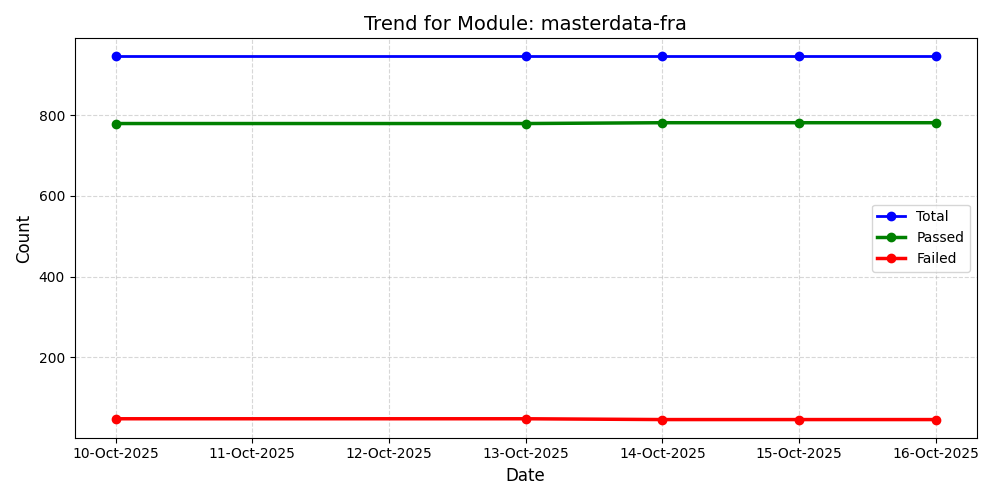 Trend for Module: masterdata-fra
Count
800
600
400
200
Total
Passed
Failed
10-Oct-2025 11-Oct-2025 12-Oct-2025 13-Oct-2025 14-Oct-2025 15-Oct-2025 16-Oct-2025
Date